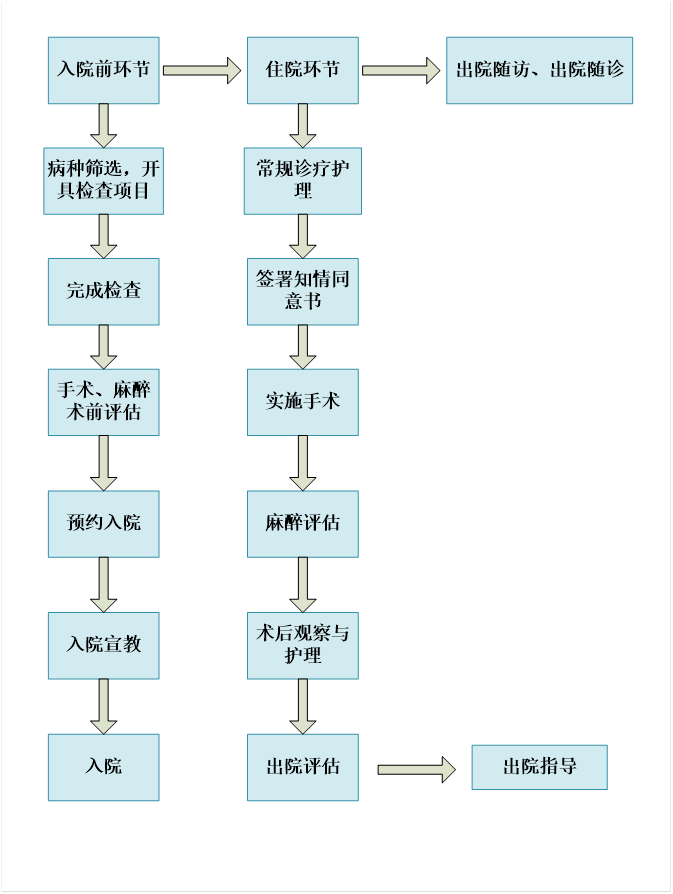 入院前环节
住院环节
出院随访、出院随诊
病种筛选，开
具检查项目
常规诊疗护
理
完成检查
签署知情同
意书
手术、麻醉
术前评估
实施手术
预约入院
麻醉评估
入院宣教
术后观察与
护理
入院
出院评估
出院指导